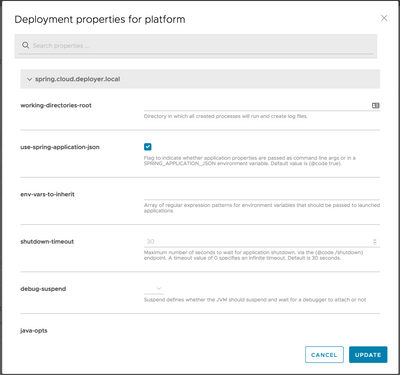 Deployment properties for platform
Search properties ...
spring.cloud.deployer.local
working-directories-root
Directory in which all created processes will run and create log files.
use-spring-application-json
Flag to indicate whether application properties are passed as command line args or in a
SPRING_APPLICATION_JSON environment variable. Default value is {@code true}.
env-vars-to-inherit
Array of regular expression patterns for environment variables that should be passed to launched
applications.
shutdown-timeout
30
Maximum number of seconds to wait for application shutdown. via the {@code /shutdown}
endpoint. A timeout value of 0 specifies an infinite timeout. Default is 30 seconds.
debug-suspend
Suspend defines whether the JVM should suspend and wait for a debugger to attach or not
java-opts
CANCEL
UPDATE